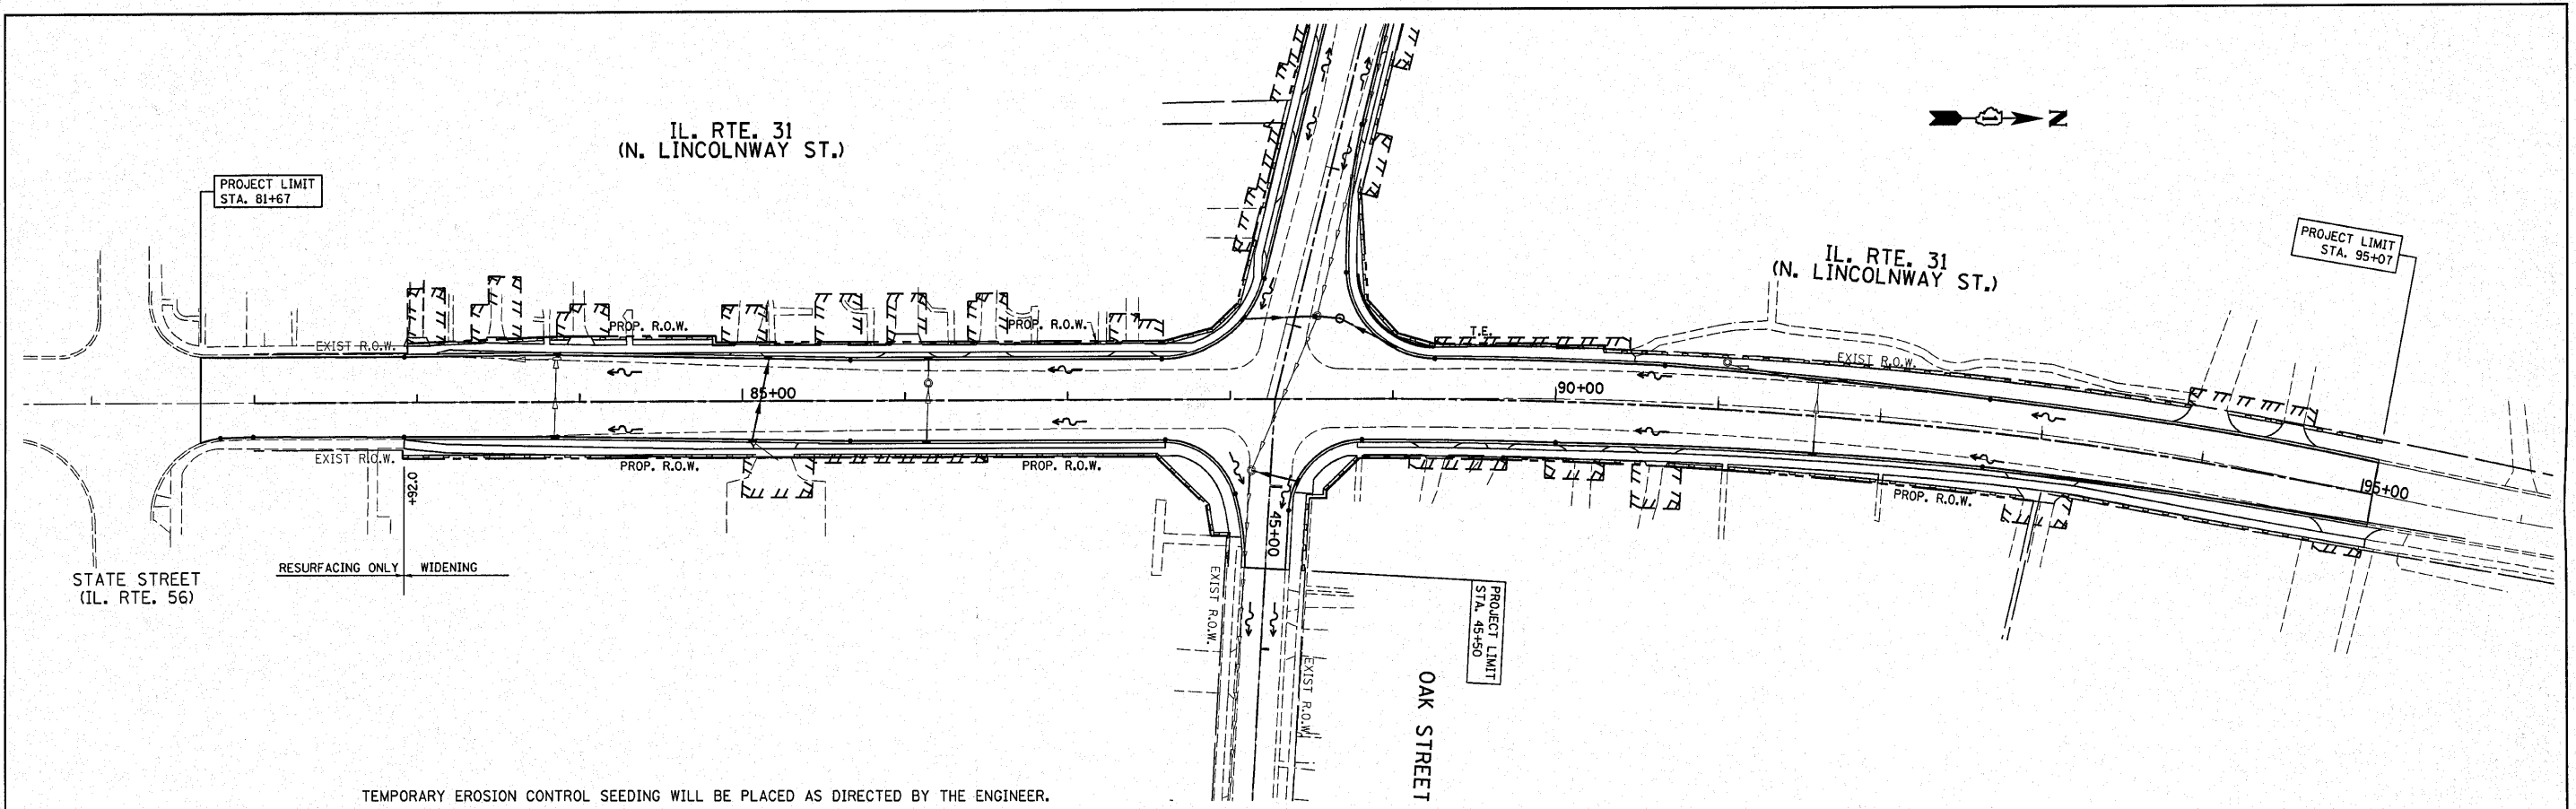 IL. RTE. 31
(N. LINCOLNWAY ST.)
PROJECT LIMIT
STA. 81+67
N
PROJECT LIMIT
STA. 95+07
IL. RTE. 31
(N. LINCOLNWAY ST.)
EXIST R.O.W.
PROP. R.O.W.
PROP. R.O.W.
T.E.
EXIST R.O.W.
85+00
90+00
95+00
EXIST R.O.W.
+92.0
PROP. R.O.W.
PROP. R.O.W.
PROP. R.O.W.
45+00
RESURFACING ONLY
WIDENING
STATE STREET
(IL. RTE. 56)
EXIST R.O.W.
EXIST R.O.W.
PROJECT LIMIT
STA. 45+50
OAK STREET
TEMPORARY EROSION CONTROL SEEDING WILL BE PLACED AS DIRECTED BY THE ENGINEER.